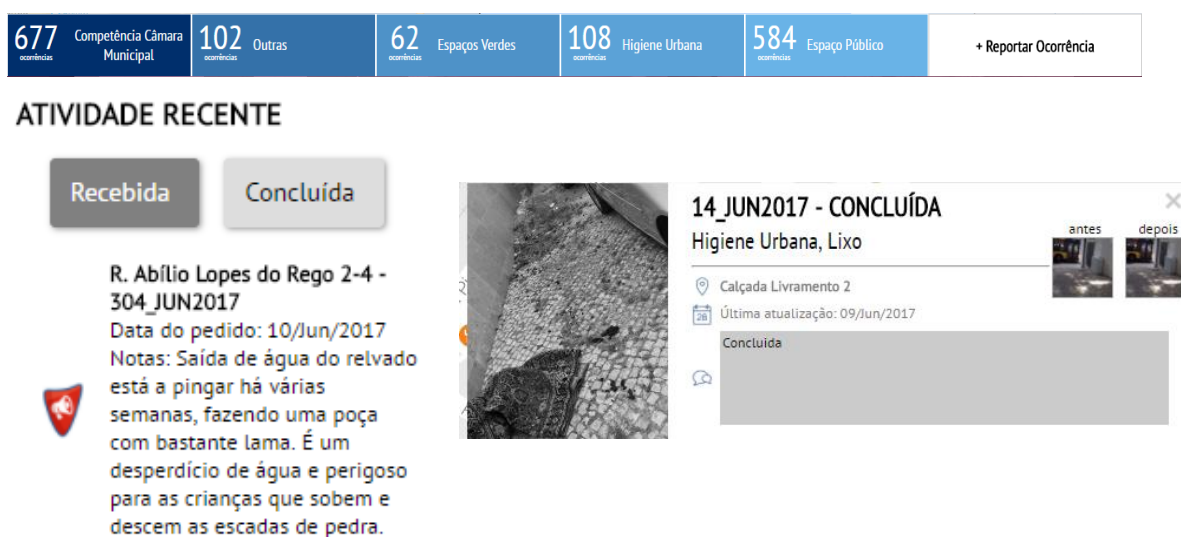 677
ocorrências
Competência Câmara
Municipal
102
ocorrências
Outras
62
ocorrências
Espaços Verdes
108
ocorrências
Higiene Urbana
584
ocorrências
Espaço Público
+ Reportar Ocorrência
ATIVIDADE RECENTE
Recebida
Concluída
R. Abílio Lopes do Rego 2-4 -
304_JUN2017
Data do pedido: 10/Jun/2017
Notas: Saída de água do relvado
está a pingar há várias
semanas, fazendo uma poça
com bastante lama. É um
desperdício de água e perigoso
para as crianças que sobem e
descem as escadas de pedra.
14_JUN2017 - CONCLUÍDA
Higiene Urbana, Lixo
antes
depois
Calçada Livramento 2
28
Última atualização: 09/Jun/2017
Concluida